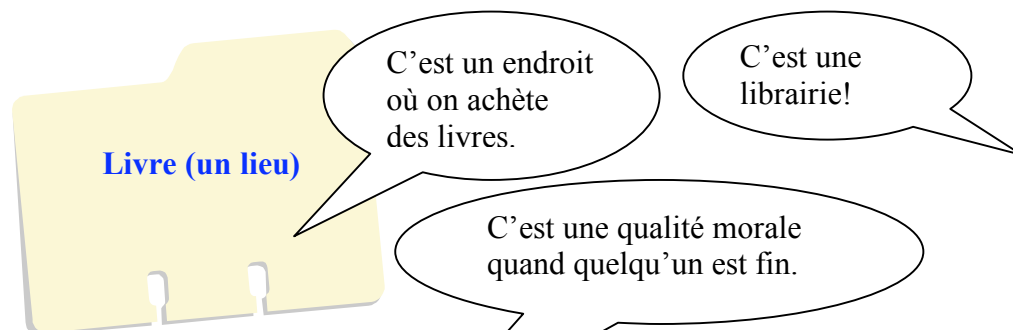 Livre (un lieu)
C’est un endroit
où on achète
des livres.
C’est une
librairie!
C’est une qualité morale
quand quelqu’un est fin.